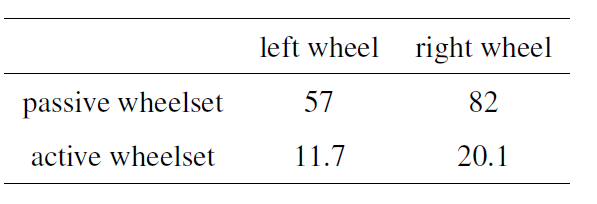 left wheel right wheel
passive wheelset 57 82
active wheelset 11.7 20.1